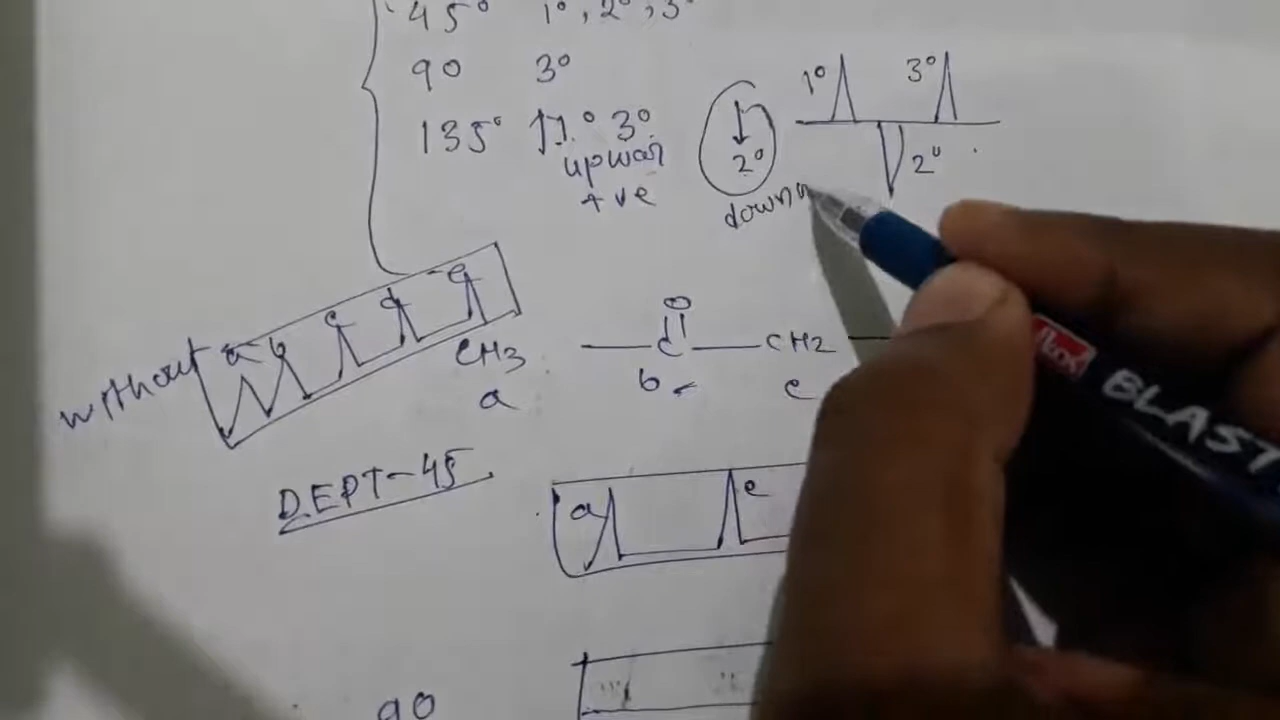 45° 1°, 2°, 3°
90 3°
135° 1° 3°
upwar
+ve
2°
down
1° 3°
2°
without a b c d e
CH3
a
O
C CH2
b c
DEPT-45
a e
90
BLAST